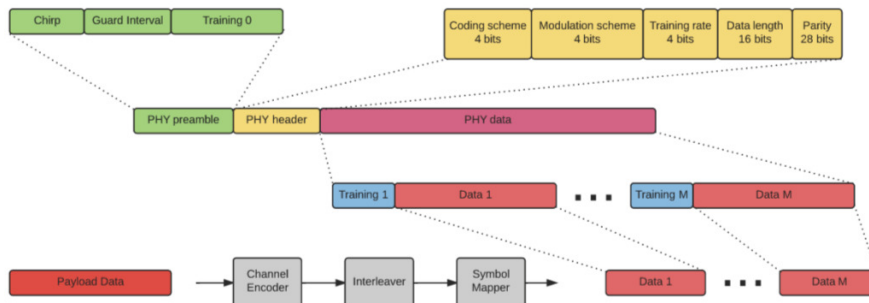 Chirp
Guard Interval
Training 0
Coding scheme
4 bits
Modulation scheme
4 bits
Training rate
4 bits
Data length
16 bits
Parity
28 bits
PHY preamble
PHY header
PHY data
Training 1
Data 1
Training M
Data M
Payload Data
Channel
Encoder
Interleaver
Symbol
Mapper
Data 1
Data M